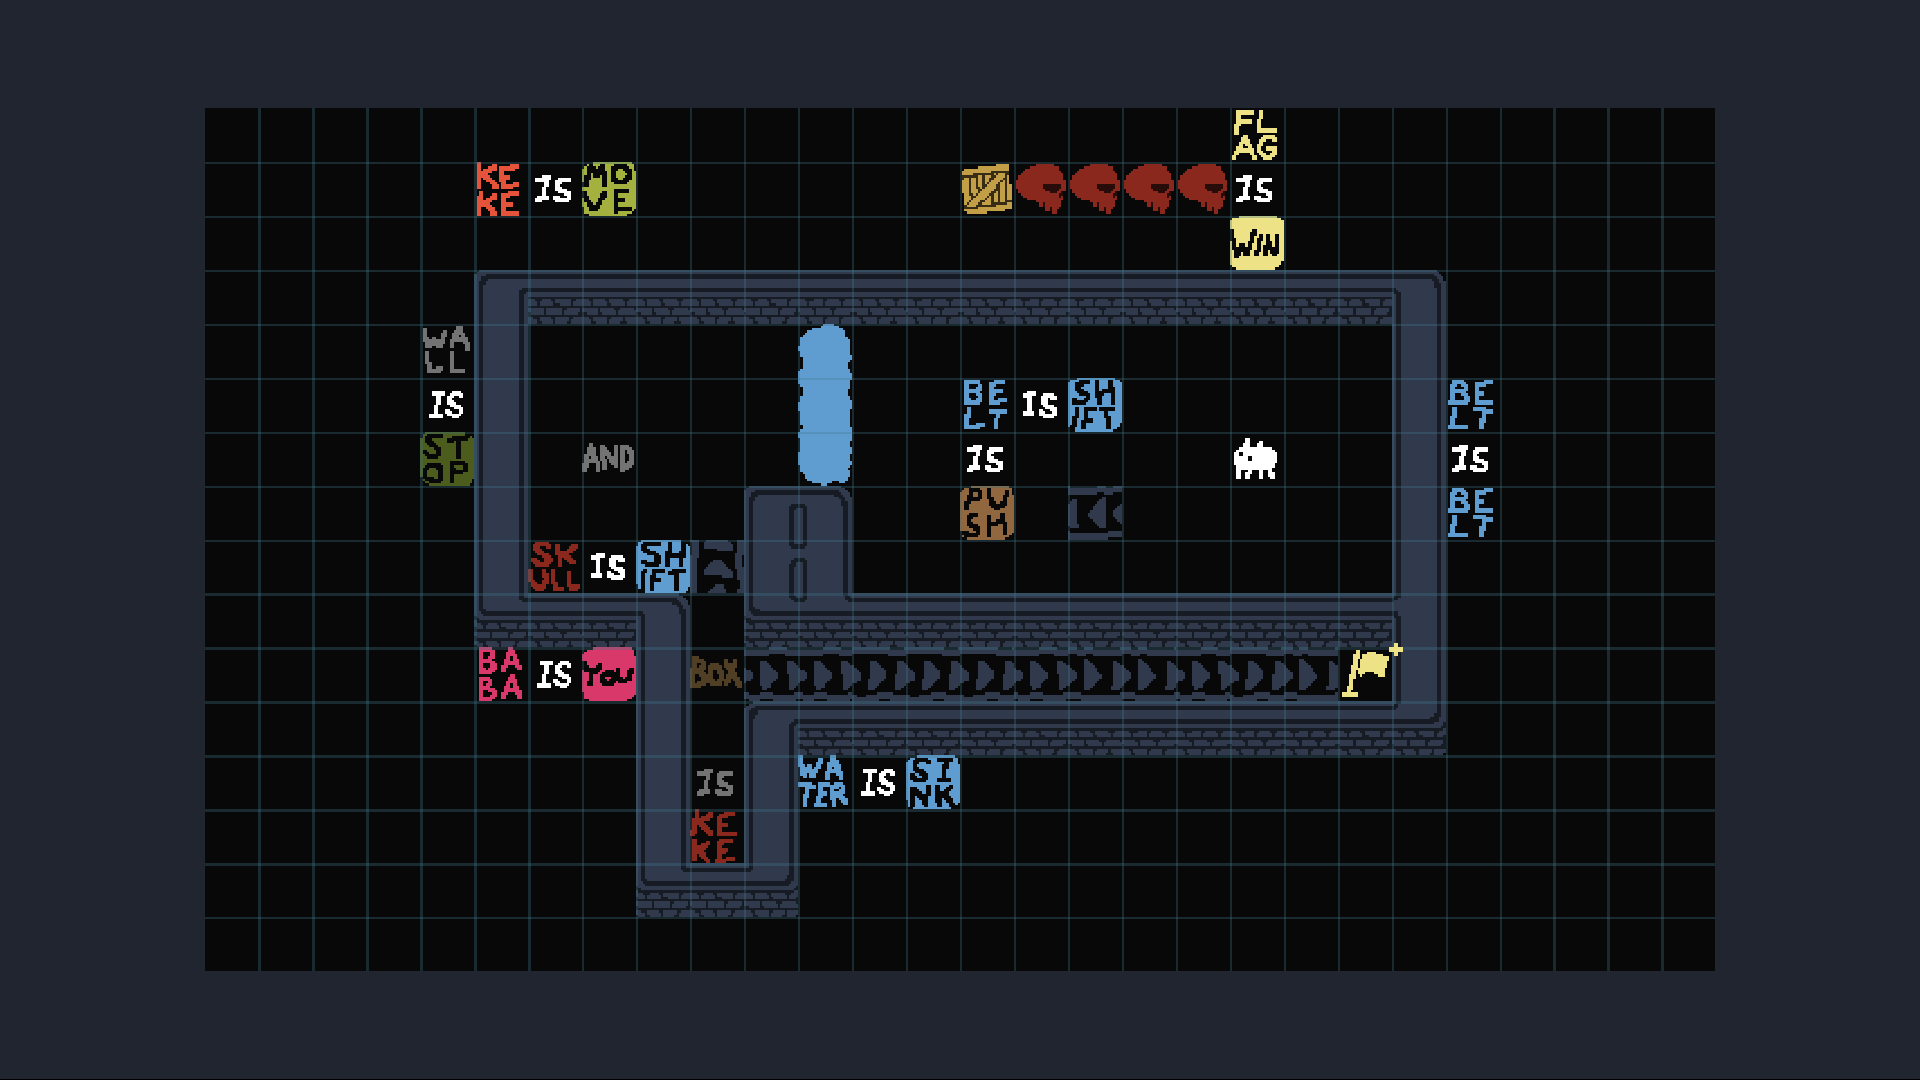 FLAG
KEKE IS MOVE
IS
WIN
WALL
IS
BELT IS SHIFT
BELT
STOP
AND
IS
IS
PUSH
BELT
SKULL IS SHIFT
BABA IS YOU
BOX
IS
WATER IS SINK
KEKE